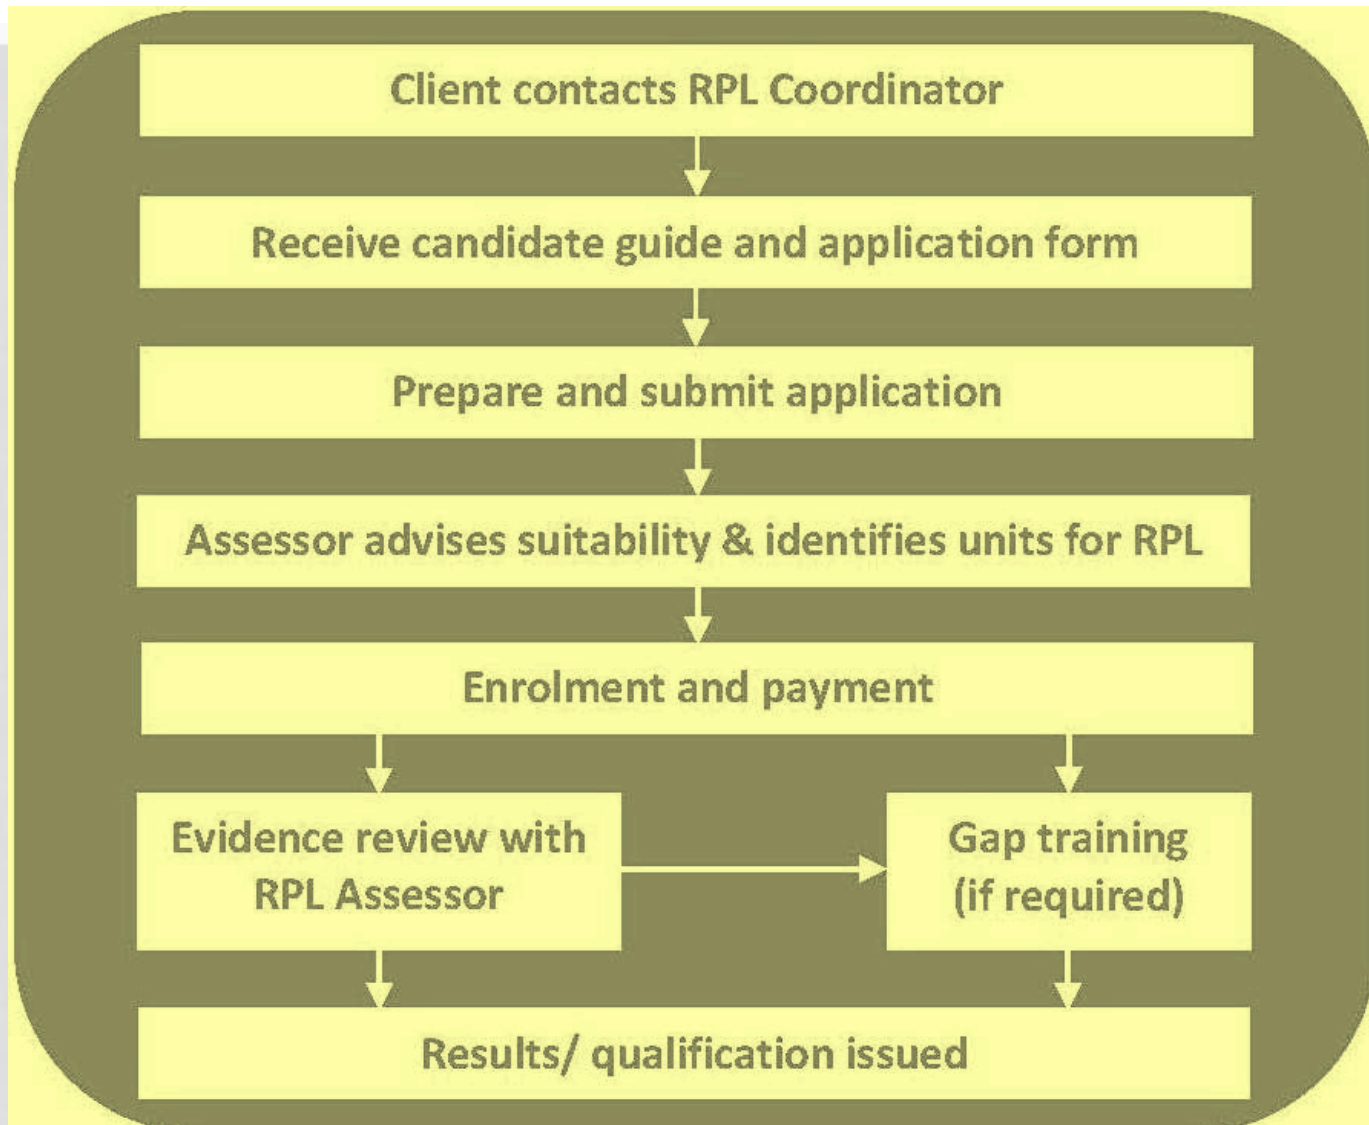 Client contacts RPL Coordinator
Receive candidate guide and application form
Prepare and submit application
Assessor advises suitability & identifies units for RPL
Enrolment and payment
Evidence review with
RPL Assessor
Gap training
(if required)
Results/ qualification issued